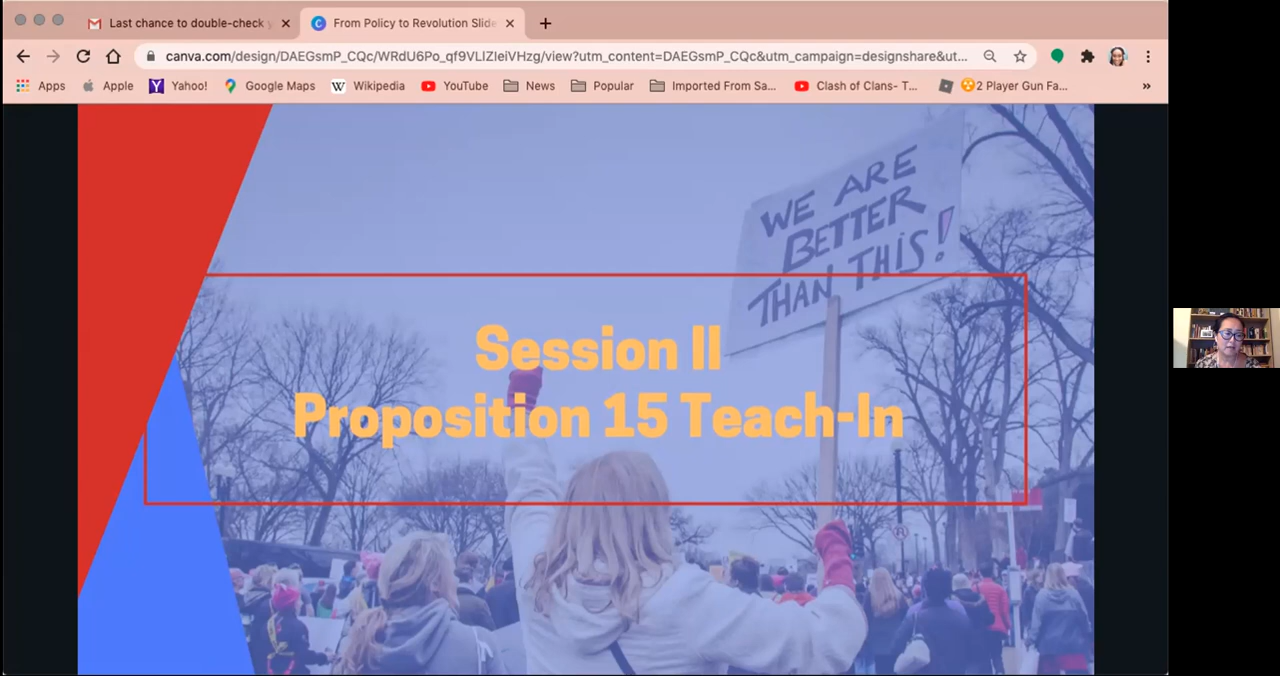 Last chance to double-check
From Policy to Revolution Slide
canva.com/design/DAEGsmP_CQc/WRdU6Po_qf9VLIZIeiVHzg/view?utm_content=DAEGsmP_CQc&utm_campaign=designshare&ut...
Apps Apple Yahoo! Google Maps W Wikipedia YouTube News Popular Imported From Sa... Clash of Clans- T... 2 Player Gun Fa... »
WE ARE
BETTER
THAN THIS!
Session II
Proposition 15 Teach-In